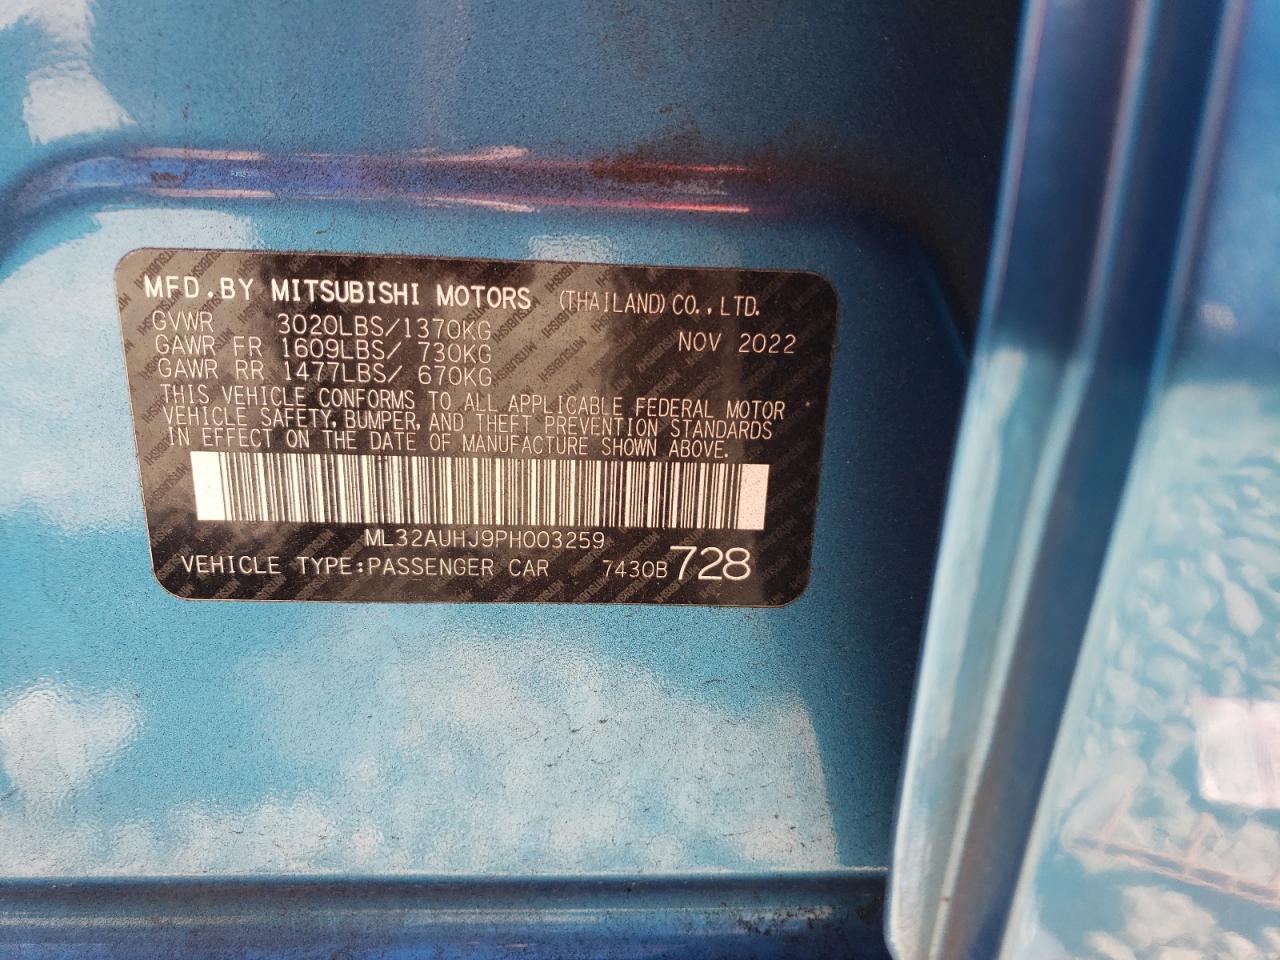 MFD.BY MITSUBISHI MOTORS (THAILAND) CO.,LTD.
GVWR 3020LBS/1370KG NOV 2022
GAWR FR 1609LBS/ 730KG
GAWR RR 1477LBS/ 670KG
THIS VEHICLE CONFORMS TO ALL APPLICABLE FEDERAL MOTOR
VEHICLE SAFETY, BUMPER, AND THEFT PREVENTION STANDARDS
IN EFFECT ON THE DATE OF MANUFACTURE SHOWN ABOVE.
ML32AUHJ9PH003259
VEHICLE TYPE:PASSENGER CAR 7430B 728